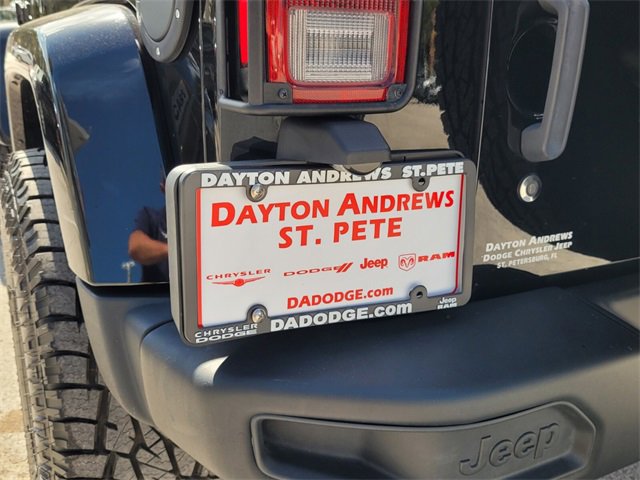 DAYTON ANDREWS ST.PETE
DAYTON ANDREWS
ST. PETE
CHRYSLER DODGE Jeep RAM
DADODGE.com
CHRYSLER
DODGE
DADODGE.com
Jeep
RAM
DAYTON ANDREWS
DODGE CHRYSLER JEEP
ST. PETERSBURG, FL
Jeep